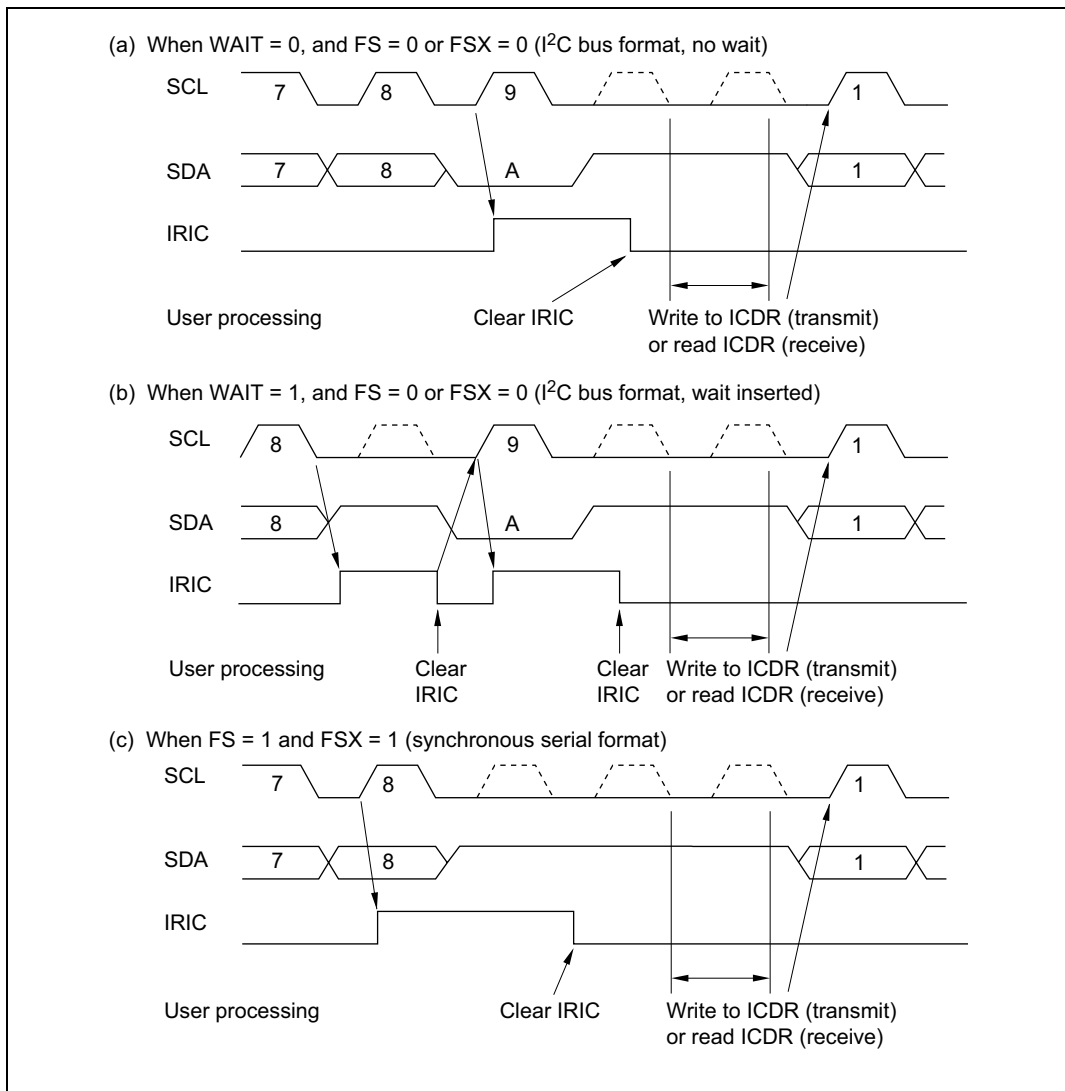 (a) When WAIT = 0, and FS = 0 or FSX = 0 (I²C bus format, no wait)
SCL
7 8 9 1
SDA
7 8 A 1
IRIC
User processing Clear IRIC Write to ICDR (transmit)
or read ICDR (receive)
(b) When WAIT = 1, and FS = 0 or FSX = 0 (I²C bus format, wait inserted)
SCL
8 9 1
SDA
8 A 1
IRIC
User processing Clear Clear Write to ICDR (transmit)
IRIC IRIC or read ICDR (receive)
(c) When FS = 1 and FSX = 1 (synchronous serial format)
SCL
7 8 1
SDA
7 8 1
IRIC
User processing Clear IRIC Write to ICDR (transmit)
or read ICDR (receive)